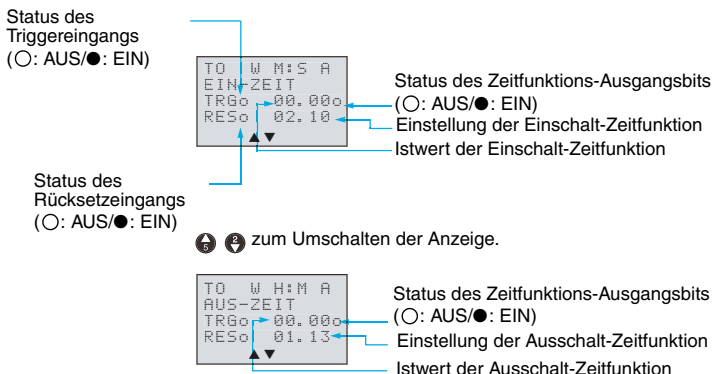 Status des
Triggereingangs
(○: AUS/●: EIN)
TO W M:S A
EIN-ZEIT
TRGo 00.00o
RESo 02.10
▲ ▼
Status des Zeitfunktions-Ausgangsbits
(○: AUS/●: EIN)
Einstellung der Einschalt-Zeitfunktion
Istwert der Einschalt-Zeitfunktion
Status des
Rücksetzeingangs
(○: AUS/●: EIN)
5 2 zum Umschalten der Anzeige.
TO W H:M A
AUS-ZEIT
TRGo 00.00o
RESo 01.13
▲ ▼
Status des Zeitfunktions-Ausgangsbits
(○: AUS/●: EIN)
Einstellung der Ausschalt-Zeitfunktion
Istwert der Ausschalt-Zeitfunktion